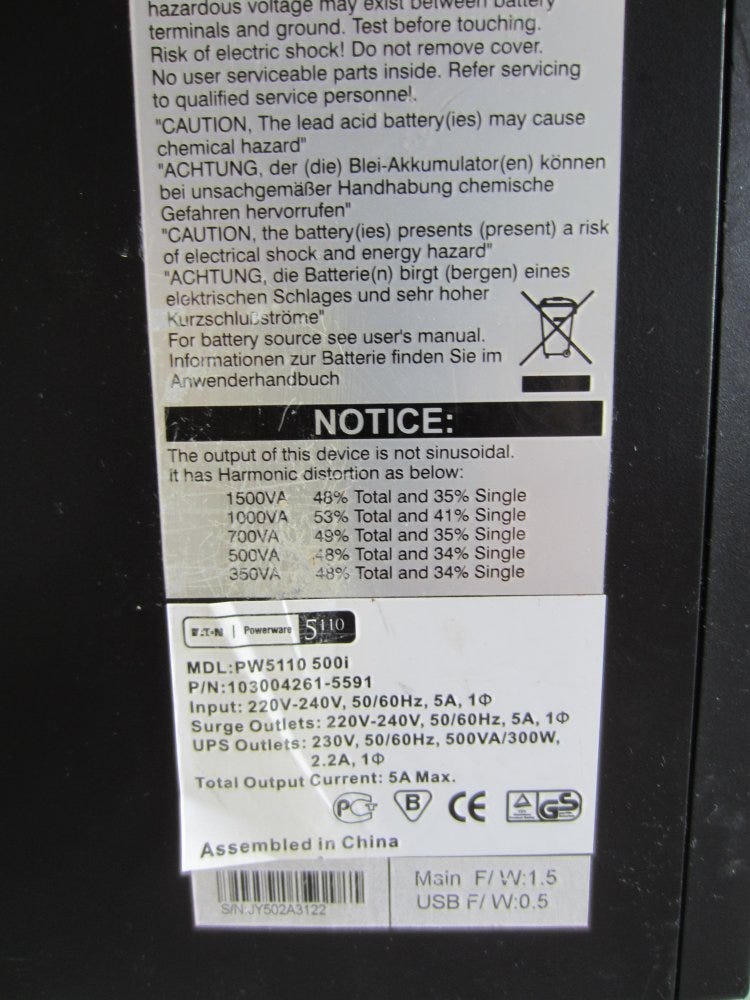 hazardous voltage may exist between battery
terminals and ground. Test before touching.
Risk of electric shock! Do not remove cover.
No user serviceable parts inside. Refer servicing
to qualified service personnel.
"CAUTION, The lead acid battery(ies) may cause
chemical hazard"
"ACHTUNG, der (die) Blei-Akkumulator(en) können
bei unsachgemäßer Handhabung chemische
Gefahren hervorrufen"
"CAUTION, the battery(ies) presents (present) a risk
of electrical shock and energy hazard"
"ACHTUNG, die Batterie(n) birgt (bergen) eines
elektrischen Schlages und sehr hoher
Kurzschlußströme"
For battery source see user's manual.
Informationen zur Batterie finden Sie im
Anwenderhandbuch
NOTICE:
The output of this device is not sinusoidal.
It has Harmonic distortion as below:
1500VA 48% Total and 35% Single
1000VA 53% Total and 41% Single
700VA 49% Total and 35% Single
500VA 48% Total and 34% Single
350VA 48% Total and 34% Single
EATON | Powerware 5110
MDL:PW5110 500i
P/N:103004261-5591
Input: 220V-240V, 50/60Hz, 5A, 1Φ
Surge Outlets: 220V-240V, 50/60Hz, 5A, 1Φ
UPS Outlets: 230V, 50/60Hz, 500VA/300W,
2.2A, 1Φ
Total Output Current: 5A Max.
PCT B CE GS
Assembled in China
S/N:JY502A3122
Main F/W:1.5
USB F/W:0.5